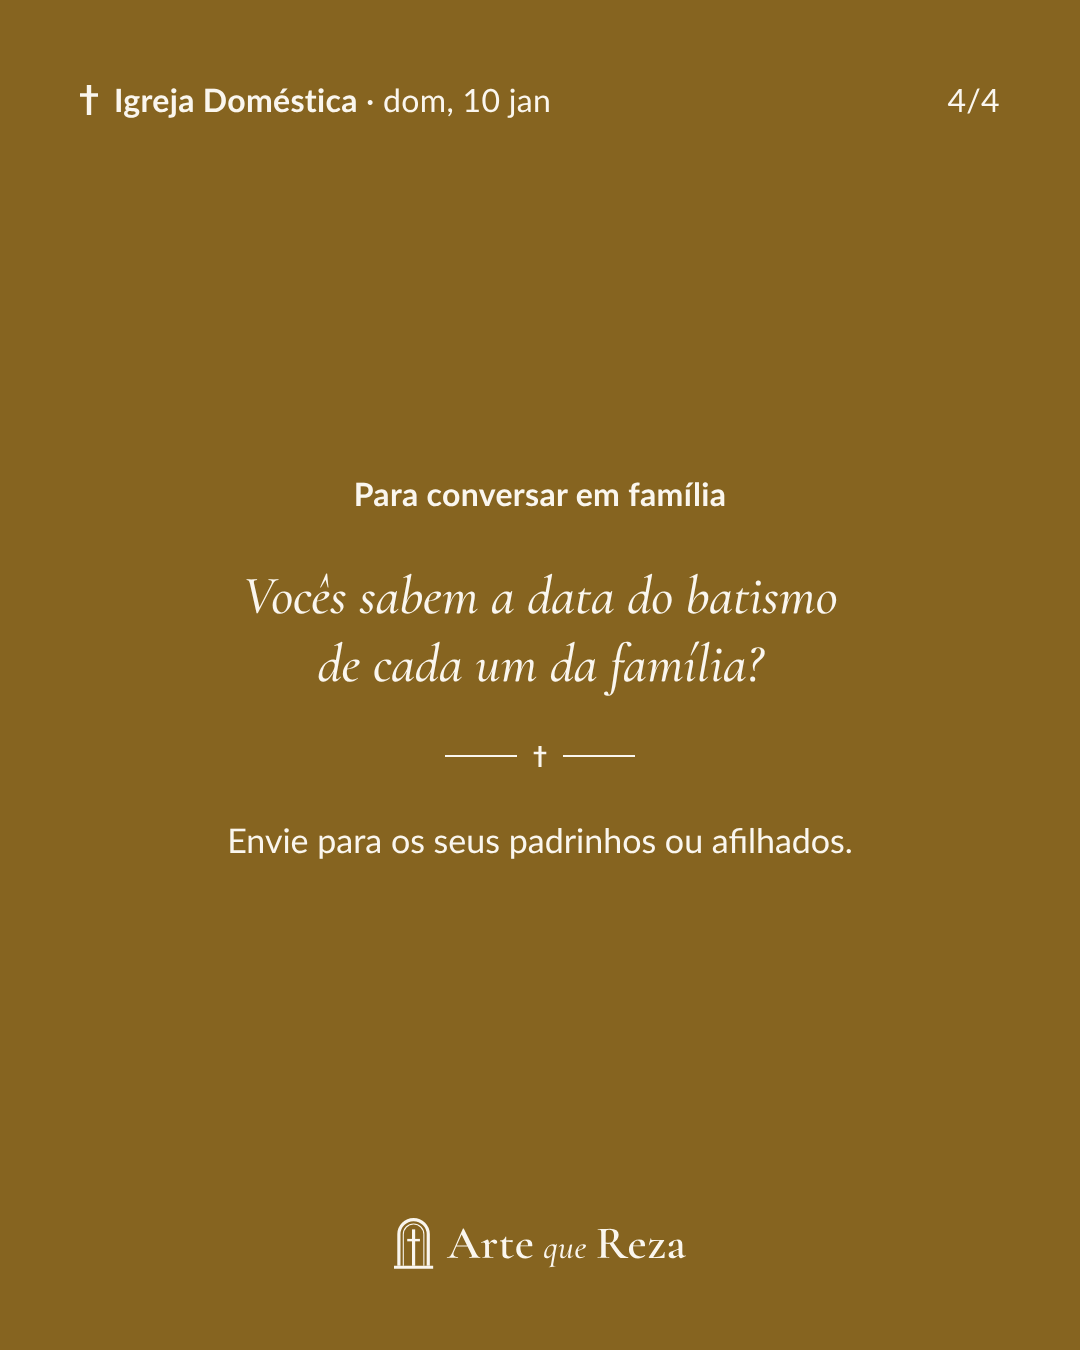 ✝ Igreja Doméstica · dom, 10 jan
4/4
Para conversar em família
Vocês sabem a data do batismo
de cada um da família?
✝
Envie para os seus padrinhos ou afilhados.
Arte que Reza